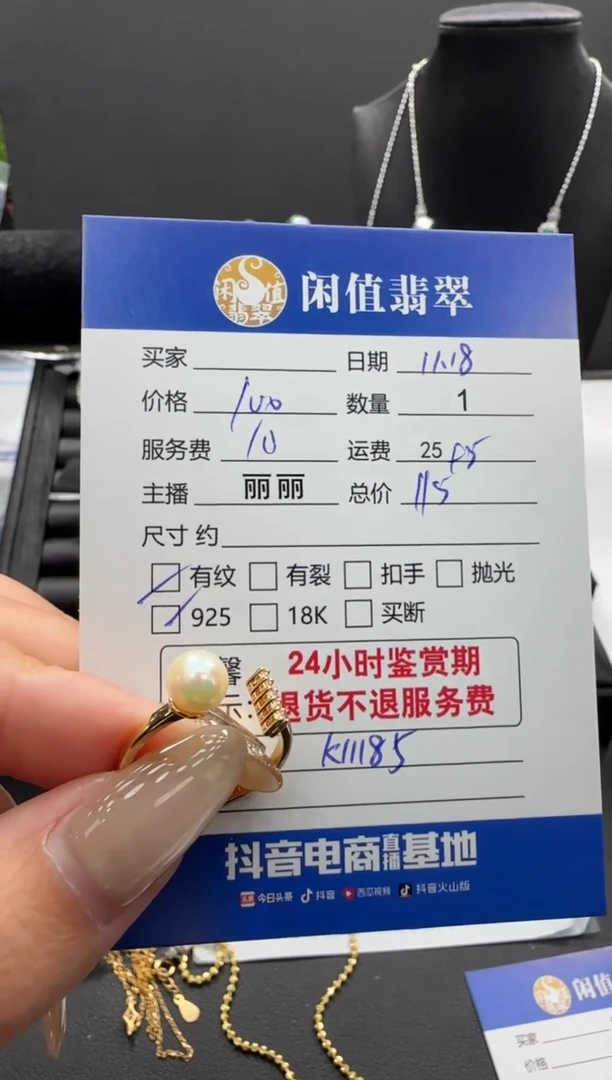 闲值翡翠
闲值翡翠
买家 日期 11.18
价格 100 数量 1
服务费 10 运费 25 85
主播 丽丽 总价 115
尺寸 约
有纹 有裂 扣手 抛光
925 18K 买断
馨 24小时鉴赏期
示: 退货不退服务费
K11185
抖音电商直播基地
今日头条 抖音 西瓜视频 抖音火山版
闲值
买家
价格